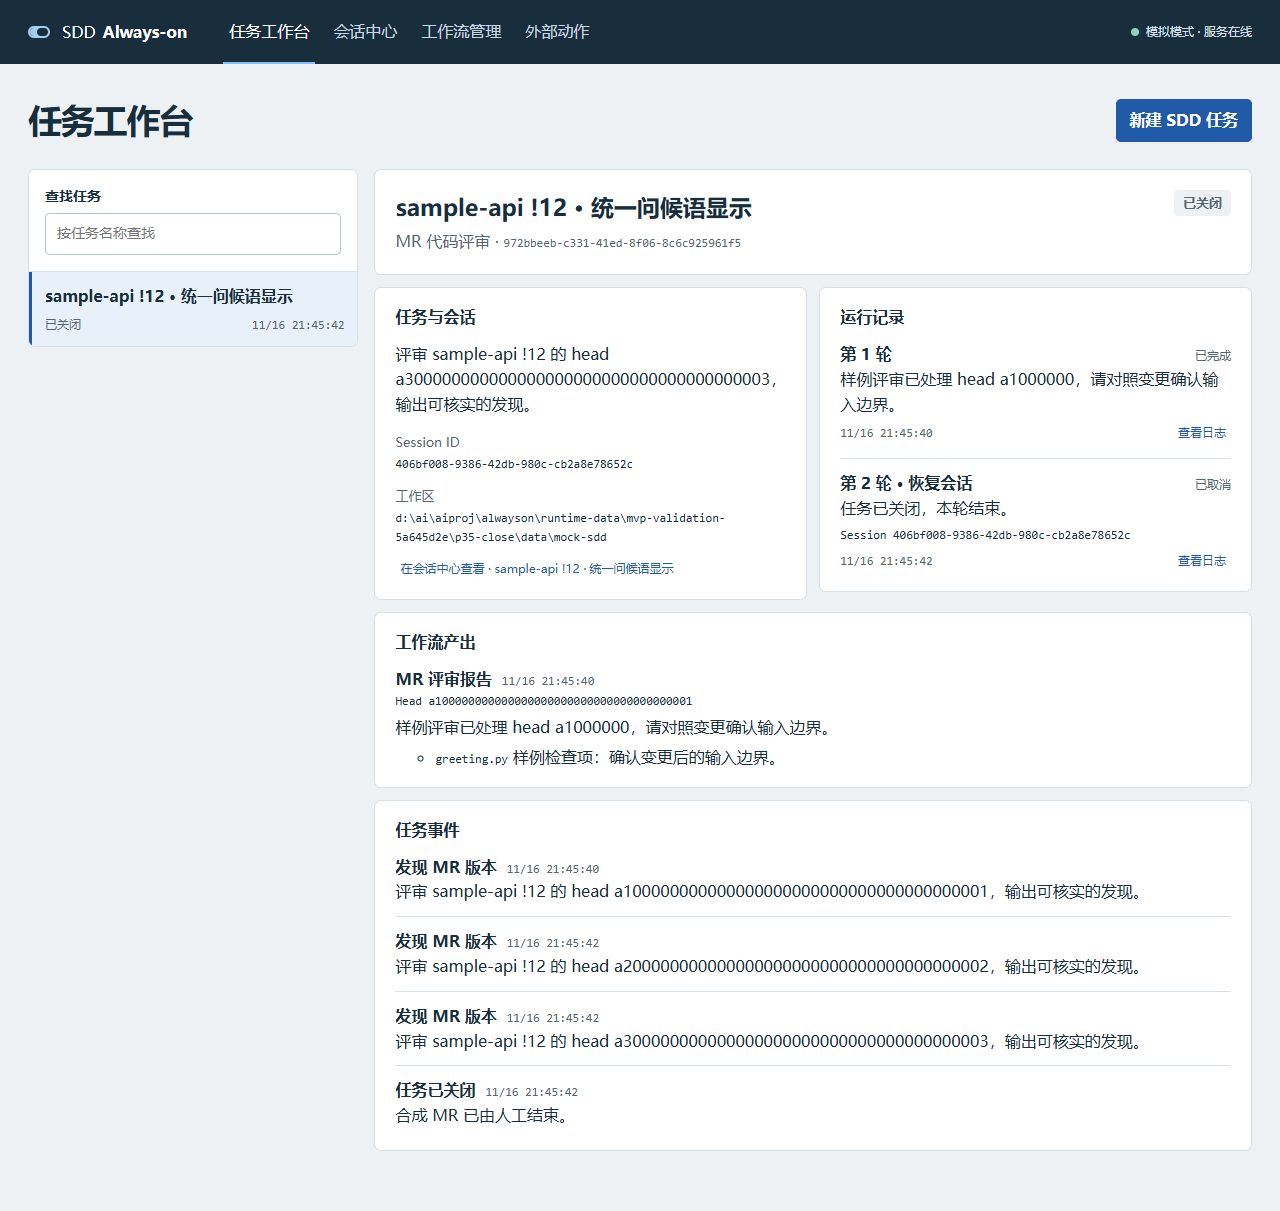 SDD Always-on
任务工作台
会话中心
工作流管理
外部动作
模拟模式 · 服务在线
任务工作台
新建 SDD 任务
查找任务
按任务名称查找
sample-api !12 • 统一问候语显示
已关闭
11/16 21:45:42
sample-api !12 • 统一问候语显示
已关闭
MR 代码评审 · 972bbeeb-c331-41ed-8f06-8c6c925961f5
任务与会话
评审 sample-api !12 的 head
a300000000000000000000000000000000000003，
输出可核实的发现。
Session ID
406bf008-9386-42db-980c-cb2a8e78652c
工作区
d:\ai\aiproj\alwayson\runtime-data\mvp-validation-
5a645d2e\p35-close\data\mock-sdd
在会话中心查看 · sample-api !12 · 统一问候语显示
运行记录
第 1 轮
已完成
样例评审已处理 head a1000000，请对照变更确认输
入边界。
11/16 21:45:40
查看日志
第 2 轮 • 恢复会话
已取消
任务已关闭，本轮结束。
Session 406bf008-9386-42db-980c-cb2a8e78652c
11/16 21:45:42
查看日志
工作流产出
MR 评审报告 11/16 21:45:40
Head a100000000000000000000000000000000000001
样例评审已处理 head a1000000，请对照变更确认输入边界。
greeting.py 样例检查项：确认变更后的输入边界。
任务事件
发现 MR 版本 11/16 21:45:40
评审 sample-api !12 的 head a100000000000000000000000000000000000001，输出可核实的发现。
发现 MR 版本 11/16 21:45:42
评审 sample-api !12 的 head a200000000000000000000000000000000000002，输出可核实的发现。
发现 MR 版本 11/16 21:45:42
评审 sample-api !12 的 head a300000000000000000000000000000000000003，输出可核实的发现。
任务已关闭 11/16 21:45:42
合成 MR 已由人工结束。